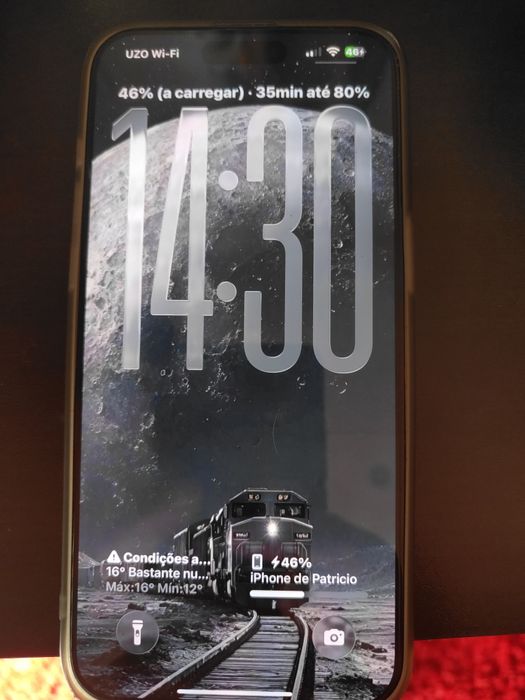 UZO Wi-Fi
46
46% (a carregar) · 35min até 80%
14:30
Condições a...
16° Bastante nu...
Máx:16° Mín:12°
46%
iPhone de Patricio